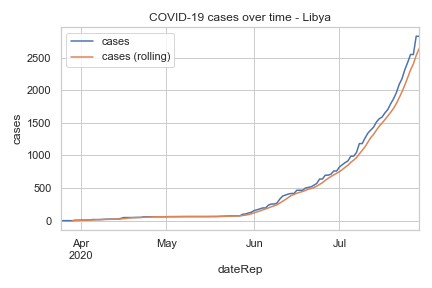 COVID-19 cases over time - Libya
cases
cases (rolling)
2500
2000
1500
1000
500
0
cases
Apr
2020
May
Jun
Jul
dateRep